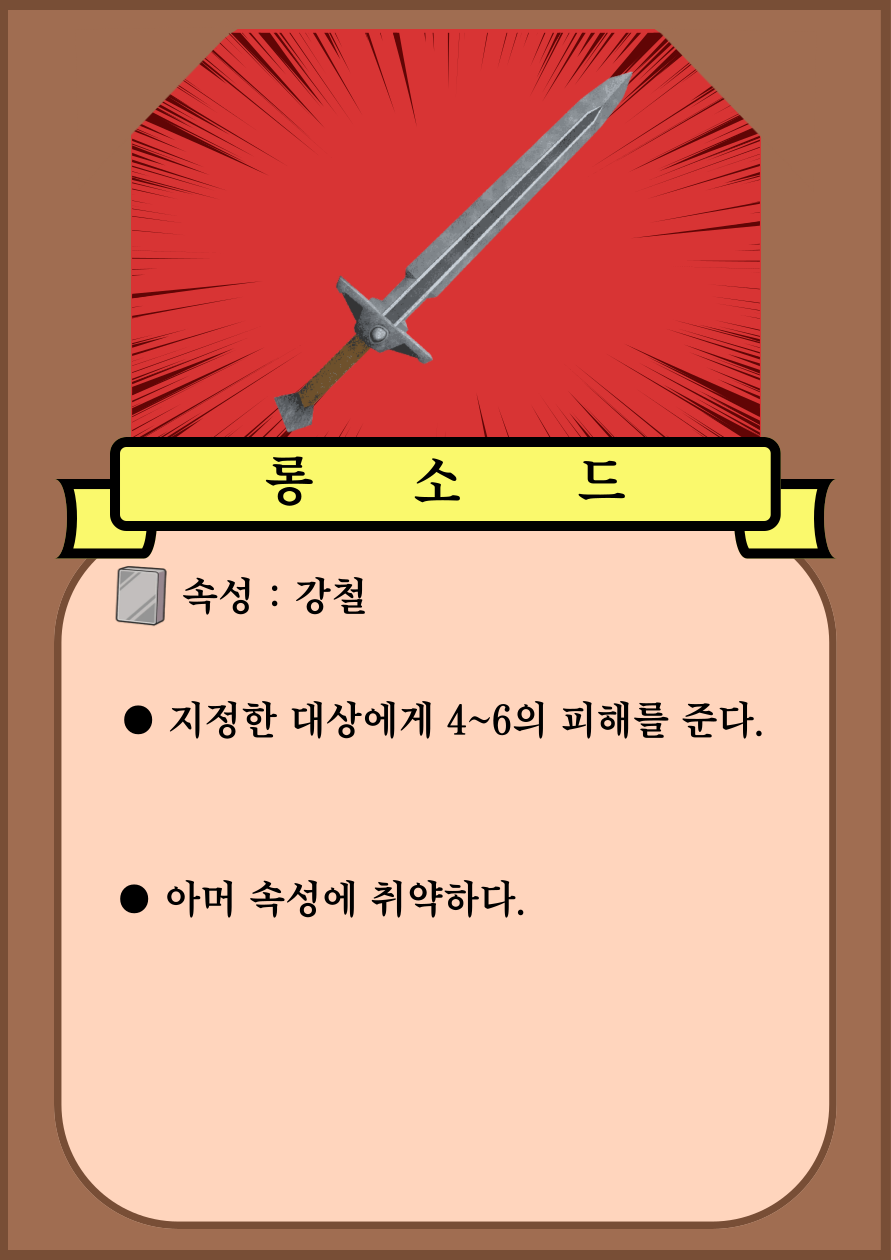 롱 소 드
속성 : 강철
● 지정한 대상에게 4~6의 피해를 준다.
● 아머 속성에 취약하다.